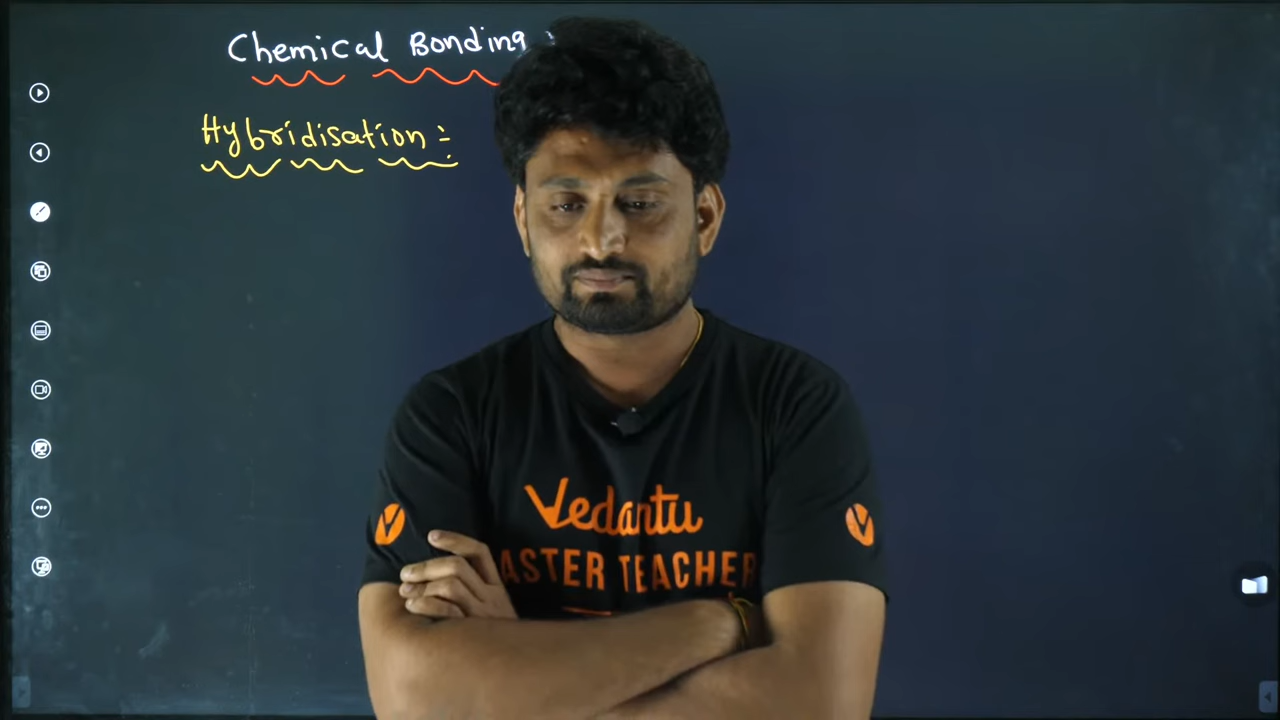 Chemical Bonding :
Hybridisation :-
Vedantu
ASTER TEACHER